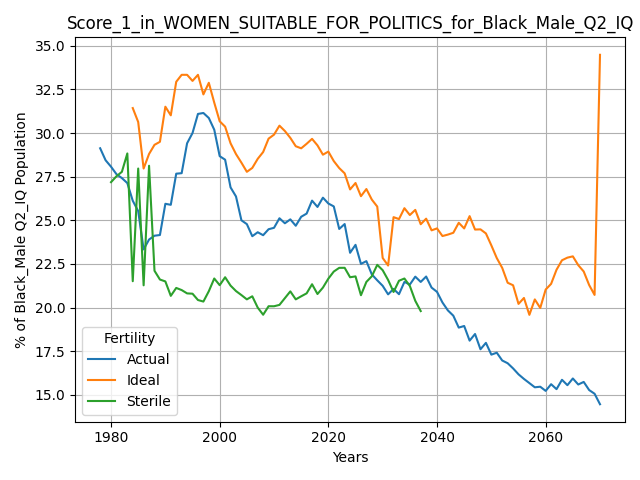 Score_1_in_WOMEN_SUITABLE_FOR_POLITICS_for_Black_Male_Q2_IQ
% of Black_Male Q2_IQ Population
35.0
32.5
30.0
27.5
25.0
22.5
20.0
17.5
15.0
Fertility
Actual
Ideal
Sterile
1980 2000 2020 2040 2060
Years